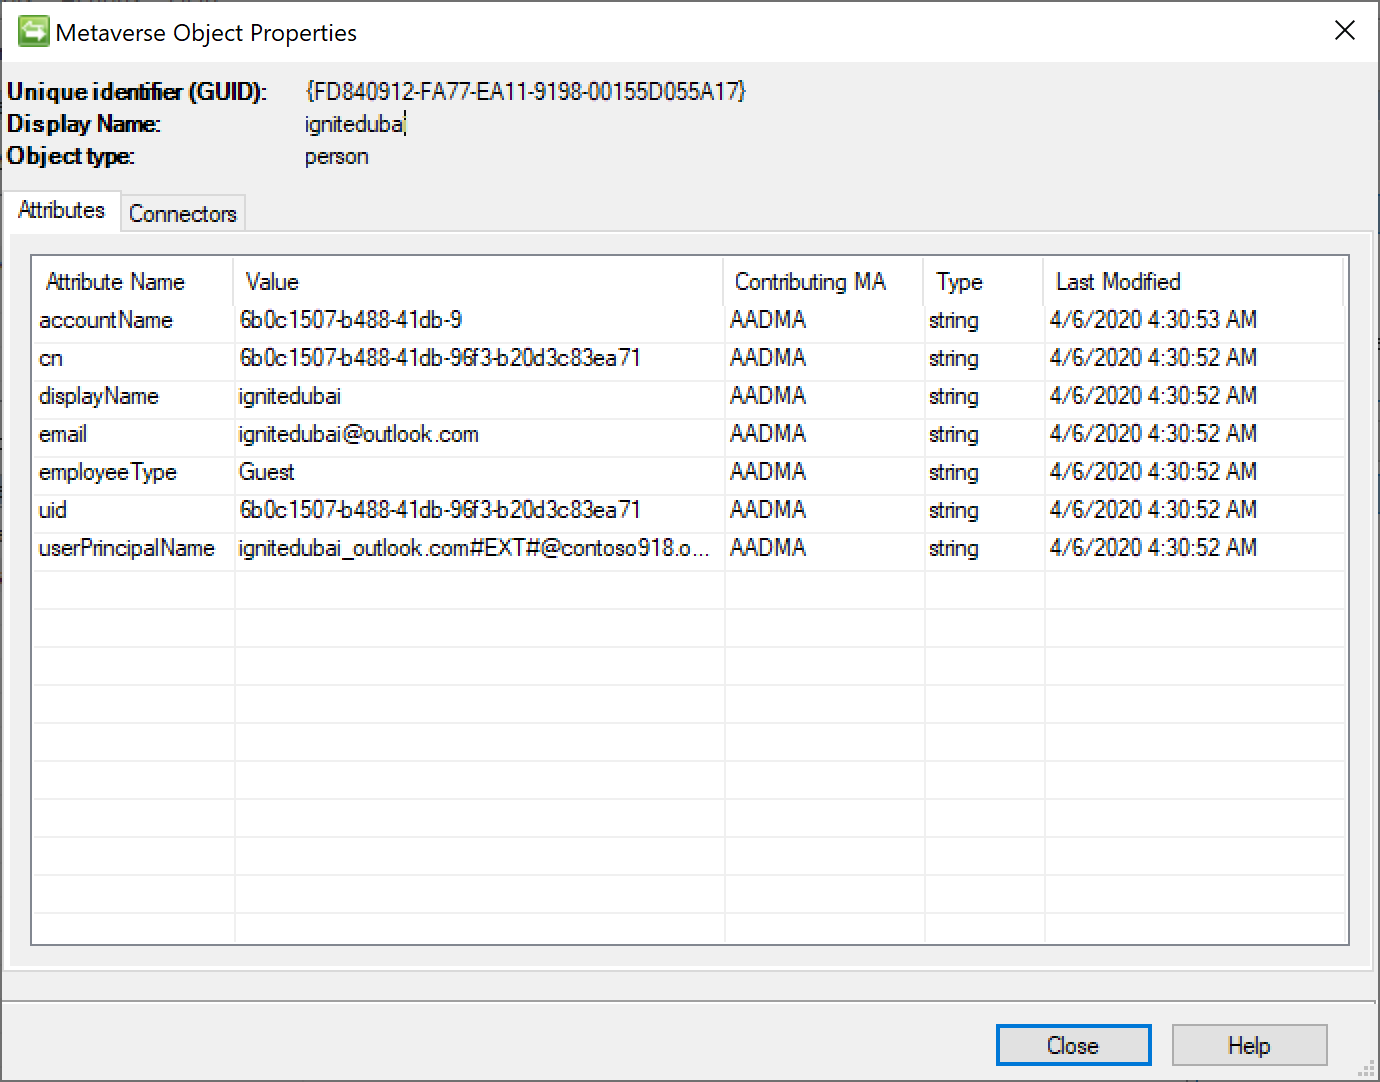 Metaverse Object Properties
Unique identifier (GUID): {FD840912-FA77-EA11-9198-00155D055A17}
Display Name: ignitedubai
Object type: person
Attributes Connectors
Attribute Name Value Contributing MA Type Last Modified
accountName 6b0c1507-b488-41db-9 AADMA string 4/6/2020 4:30:53 AM
cn 6b0c1507-b488-41db-96f3-b20d3c83ea71 AADMA string 4/6/2020 4:30:52 AM
displayName ignitedubai AADMA string 4/6/2020 4:30:52 AM
email ignitedubai@outlook.com AADMA string 4/6/2020 4:30:52 AM
employeeType Guest AADMA string 4/6/2020 4:30:52 AM
uid 6b0c1507-b488-41db-96f3-b20d3c83ea71 AADMA string 4/6/2020 4:30:52 AM
userPrincipalName ignitedubai_outlook.com#EXT#@contoso918.o... AADMA string 4/6/2020 4:30:52 AM
Close Help